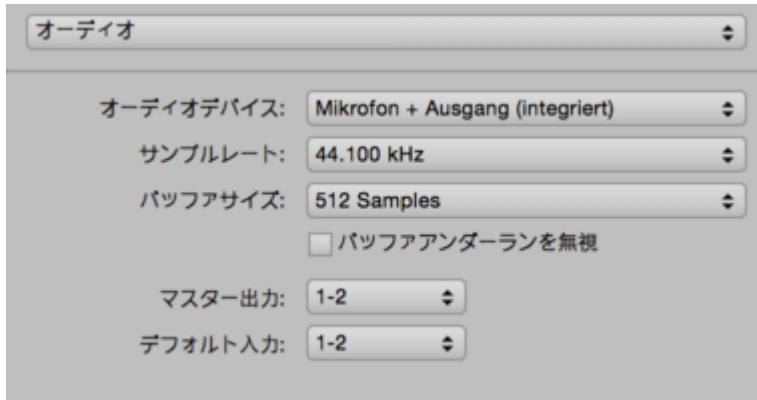 オーディオ
オーディオデバイス: Mikrofon + Ausgang (integriert)
サンプルレート: 44.100 kHz
バッファサイズ: 512 Samples
バッファアンダーランを無視
マスター出力: 1-2
デフォルト入力: 1-2